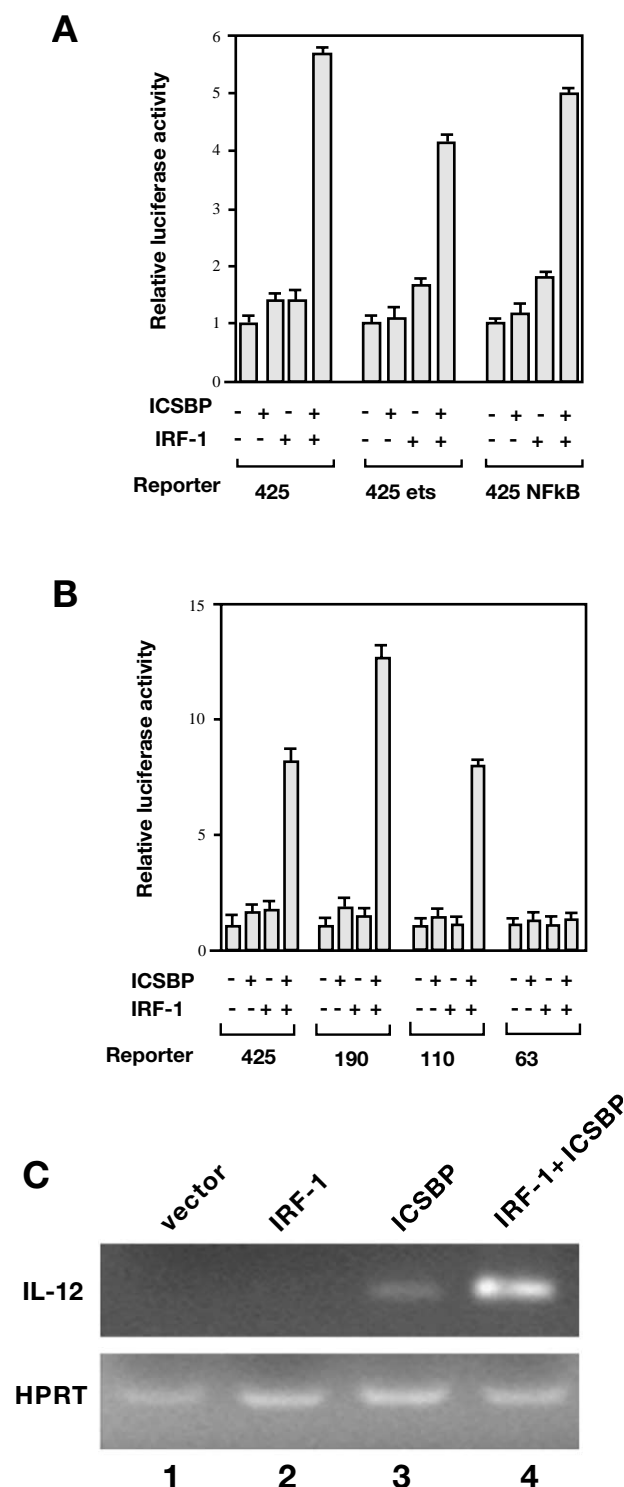 A
Relative luciferase activity
6
5
4
3
2
1
0
ICSBP - + - + - + - + - + - +
IRF-1 - - + + - - + + - - + +
Reporter 425 425 ets 425 NFkB
B
Relative luciferase activity
15
10
5
0
ICSBP - + - + - + - + - + - + - + - +
IRF-1 - - + + - - + + - - + + - - + +
Reporter 425 190 110 63
C
vector IRF-1 ICSBP IRF-1+ICSBP
IL-12
HPRT
1 2 3 4